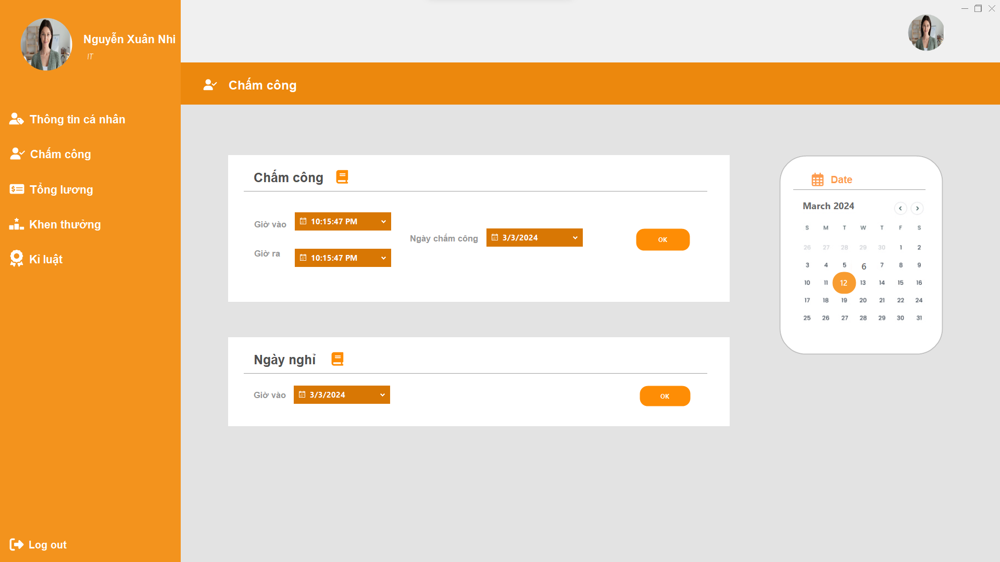 Nguyễn Xuân Nhi
IT
Thông tin cá nhân
Chấm công
Tổng lương
Khen thưởng
Kỉ luật
Log out
Chấm công
Chấm công
Giờ vào
10:15:47 PM
Giờ ra
10:15:47 PM
Ngày chấm công
3/3/2024
OK
Ngày nghỉ
Giờ vào
3/3/2024
OK
Date
March 2024
S M T W T F S
26 27 28 29 30 1 2
3 4 5 6 7 8 9
10 11 12 13 14 15 16
17 18 19 20 21 22 24
25 26 27 28 29 30 31